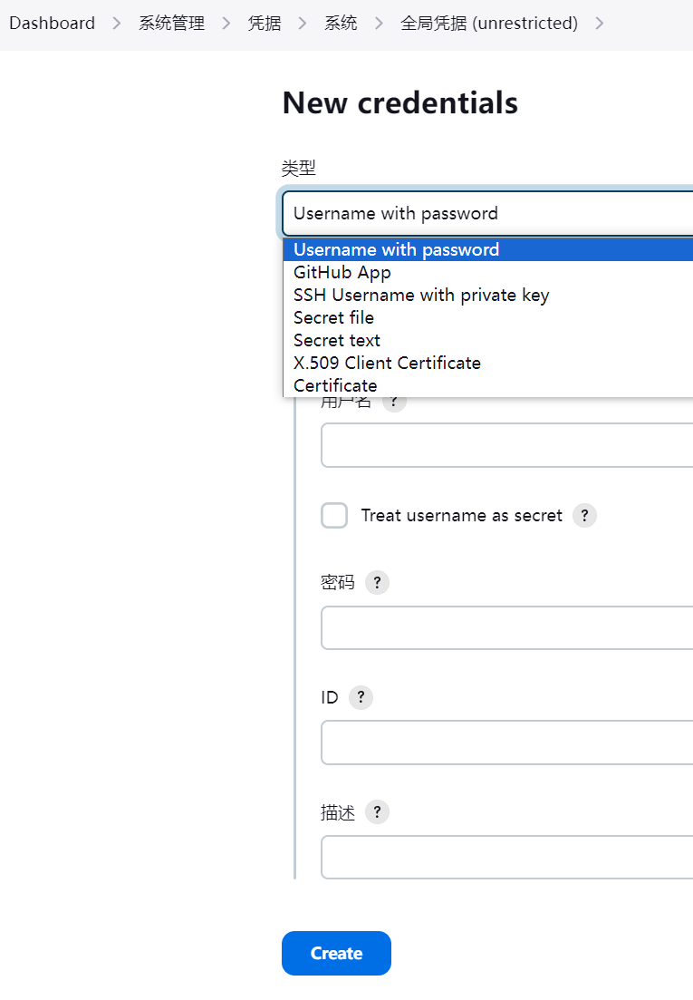 Dashboard > 系统管理 > 凭据 > 系统 > 全局凭据 (unrestricted) >
New credentials
类型
Username with password
Username with password
GitHub App
SSH Username with private key
Secret file
Secret text
X.509 Client Certificate
Certificate
用户名 ?
Treat username as secret ?
密码 ?
ID ?
描述 ?
Create